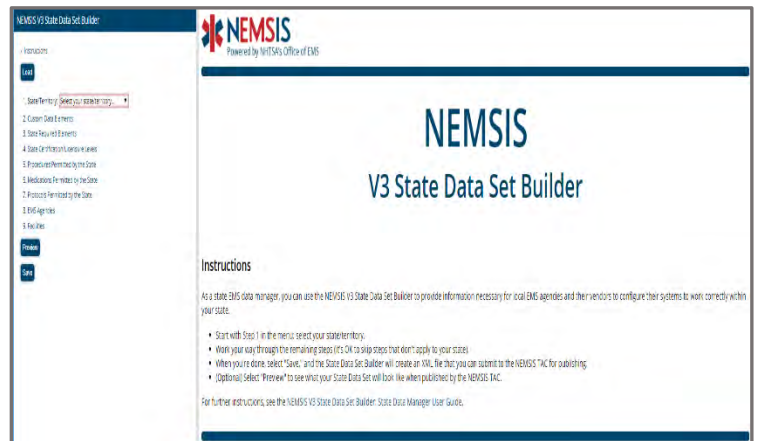 NEMSIS V3 State Data Set Builder
› Instructions
Load
1. State/Territory: Select your state/territory...
2. Custom Data Elements
3. State Required Elements
4. State Certification/Licensure Levels
5. Procedures Permitted by the State
6. Medications Permitted by the State
7. Protocols Permitted by the State
8. EMS Agencies
9. Facilities
Preview
Save
NEMSIS
Powered by NHTSA's Office of EMS
NEMSIS
V3 State Data Set Builder
Instructions
As a state EMS data manager, you can use the NEMSIS V3 State Data Set Builder to provide information necessary for local EMS agencies and their vendors to configure their systems to work correctly within
your state.
• Start with Step 1 in the menu: select your state/territory.
• Work your way through the remaining steps (it's OK to skip steps that don't apply to your state).
• When you're done, select "Save," and the State Data Set Builder will create an XML file that you can submit to the NEMSIS TAC for publishing.
• (Optional) Select "Preview" to see what your State Data Set will look like when published by the NEMSIS TAC.
For further instructions, see the NEMSIS V3 State Data Set Builder: State Data Manager User Guide.